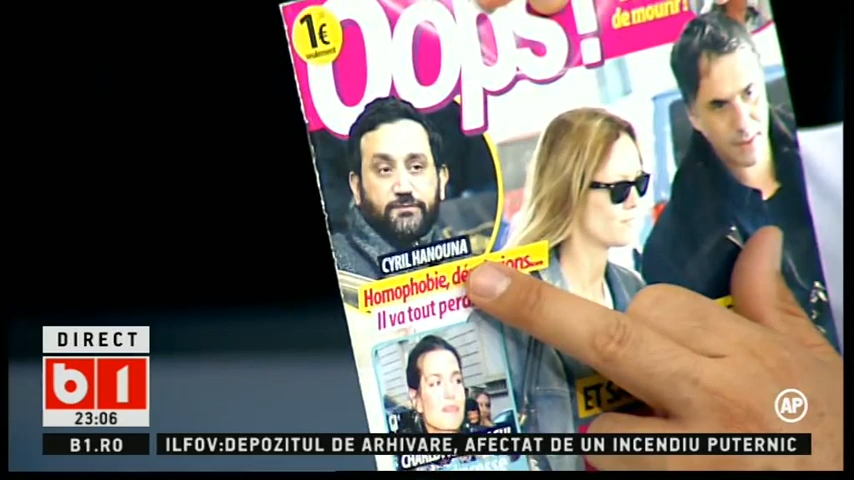 1€
seulement
Oops!
de mourir!
CYRIL HANOUNA
Homophobie,
Il va tout
ET
DIRECT
b1
23:06
B1.RO
ILFOV:DEPOZITUL DE ARHIVARE, AFECTAT DE UN INCENDIU PUTERNIC
AP